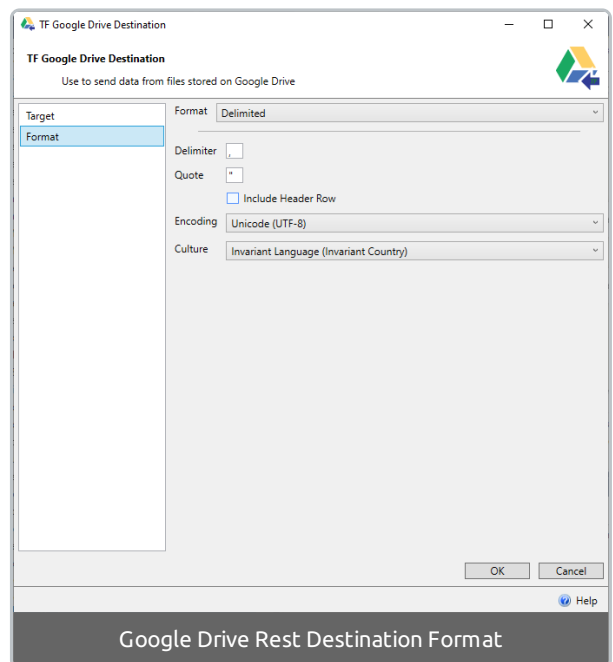 TF Google Drive Destination
TF Google Drive Destination
Use to send data from files stored on Google Drive
Target
Format
Format Delimited
Delimiter ,
Quote "
Include Header Row
Encoding Unicode (UTF-8)
Culture Invariant Language (Invariant Country)
OK Cancel
Help
Google Drive Rest Destination Format